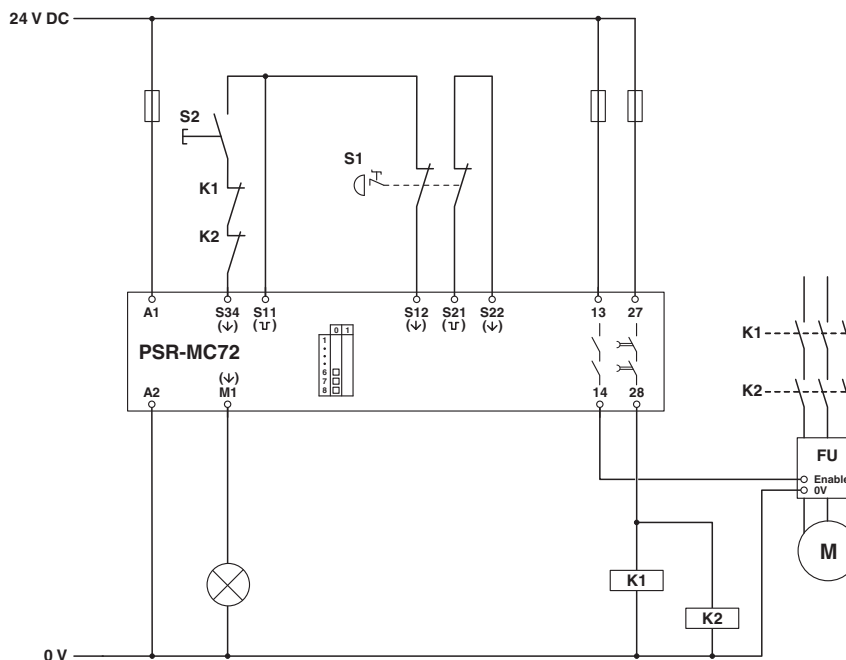 24 V DC
S2
S1
K1
K2
A1 S34 S11 S12 S21 S22 13 27
PSR-MC72
0 1
1
6
7
8
A2 M1 14 28
K1
K2
FU
Enable
0V
M
K1
K2
0 V